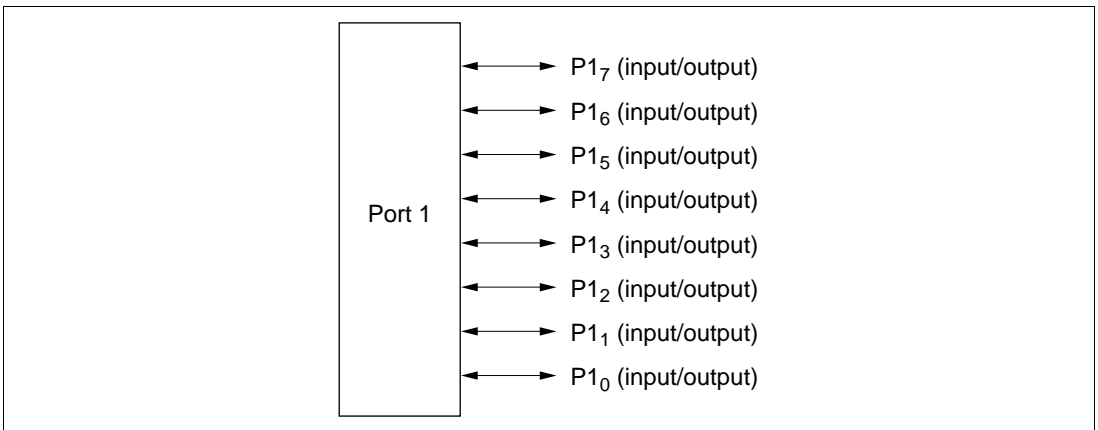 P1₇ (input/output)
P1₆ (input/output)
P1₅ (input/output)
P1₄ (input/output)
Port 1
P1₃ (input/output)
P1₂ (input/output)
P1₁ (input/output)
P1₀ (input/output)